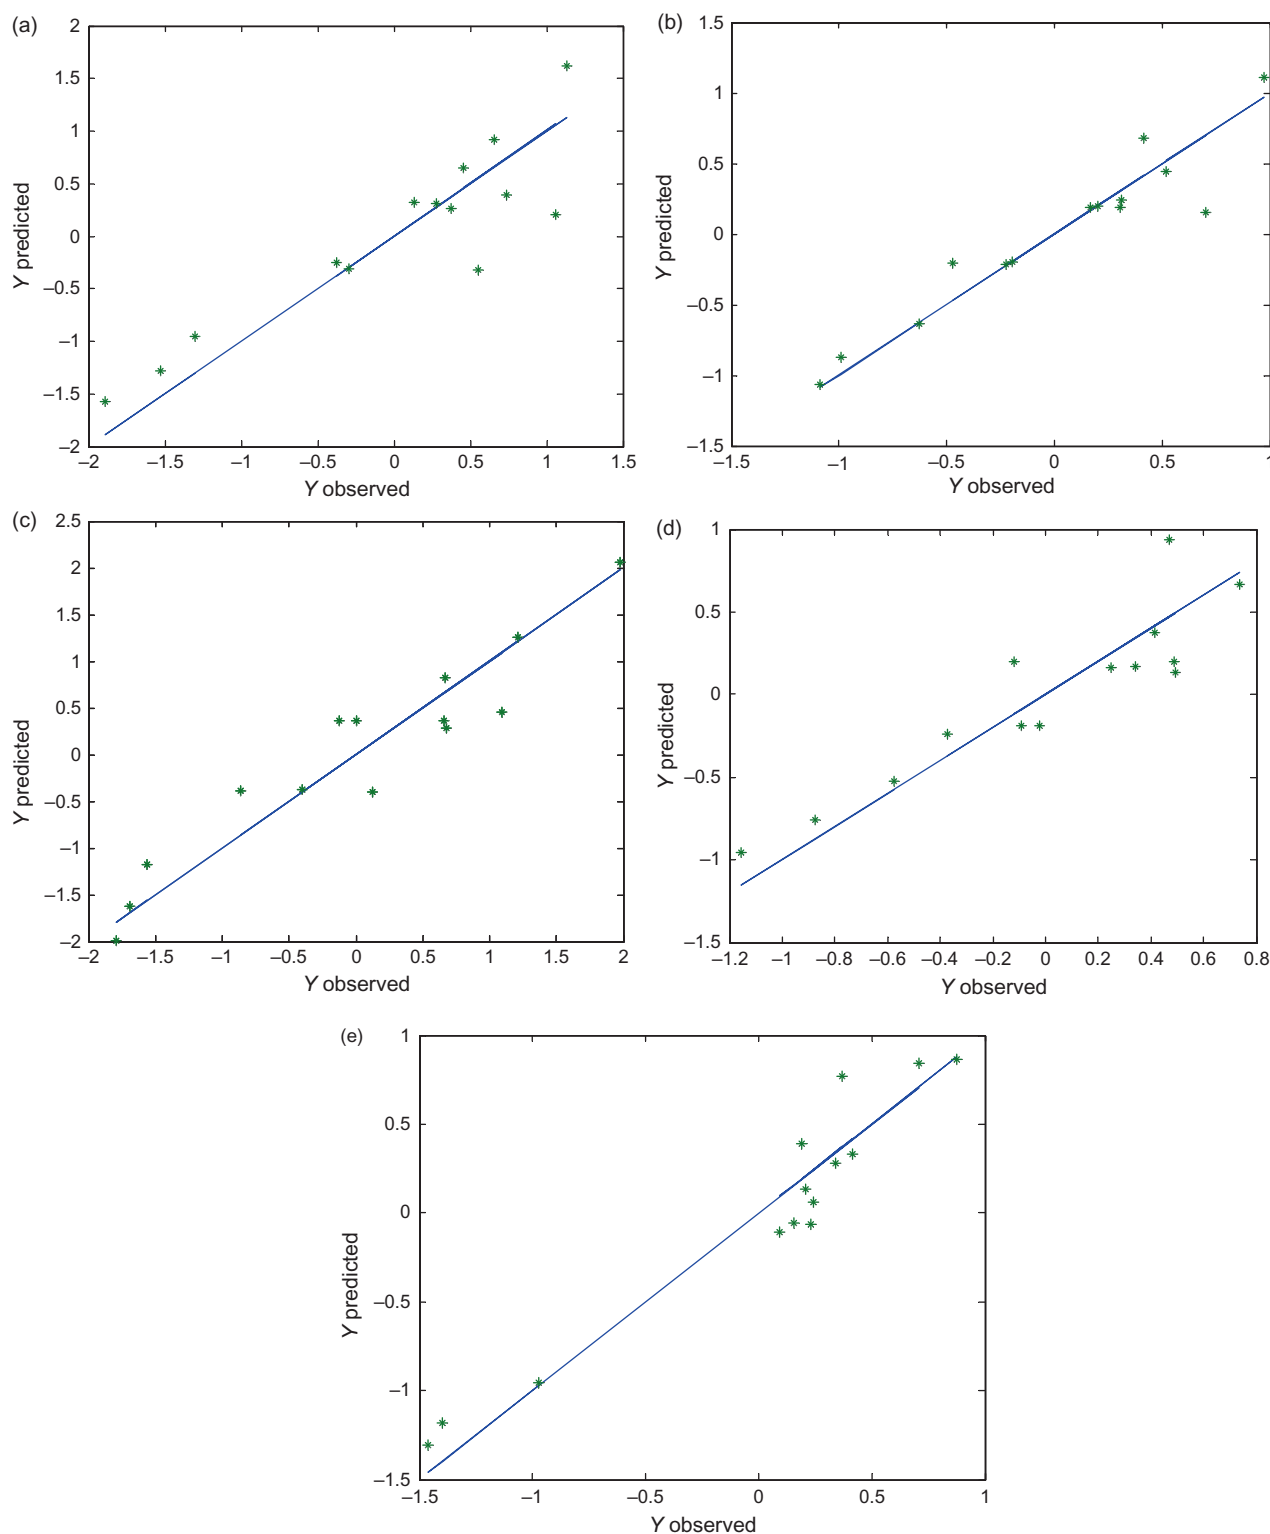 (a)
2
1.5
1
0.5
0
–0.5
–1
–1.5
–2
Y predicted
–2 –1.5 –1 –0.5 0 0.5 1 1.5
Y observed
(b)
1.5
1
0.5
0
–0.5
–1
–1.5
Y predicted
–1.5 –1 –0.5 0 0.5 1
Y observed
(c)
2.5
2
1.5
1
0.5
0
–0.5
–1
–1.5
–2
Y predicted
–2 –1.5 –1 –0.5 0 0.5 1 1.5 2
Y observed
(d)
1
0.5
0
–0.5
–1
–1.5
Y predicted
–1.2 –1 –0.8 –0.6 –0.4 –0.2 0 0.2 0.4 0.6 0.8
Y observed
(e)
1
0.5
0
–0.5
–1
–1.5
Y predicted
–1.5 –1 –0.5 0 0.5 1
Y observed